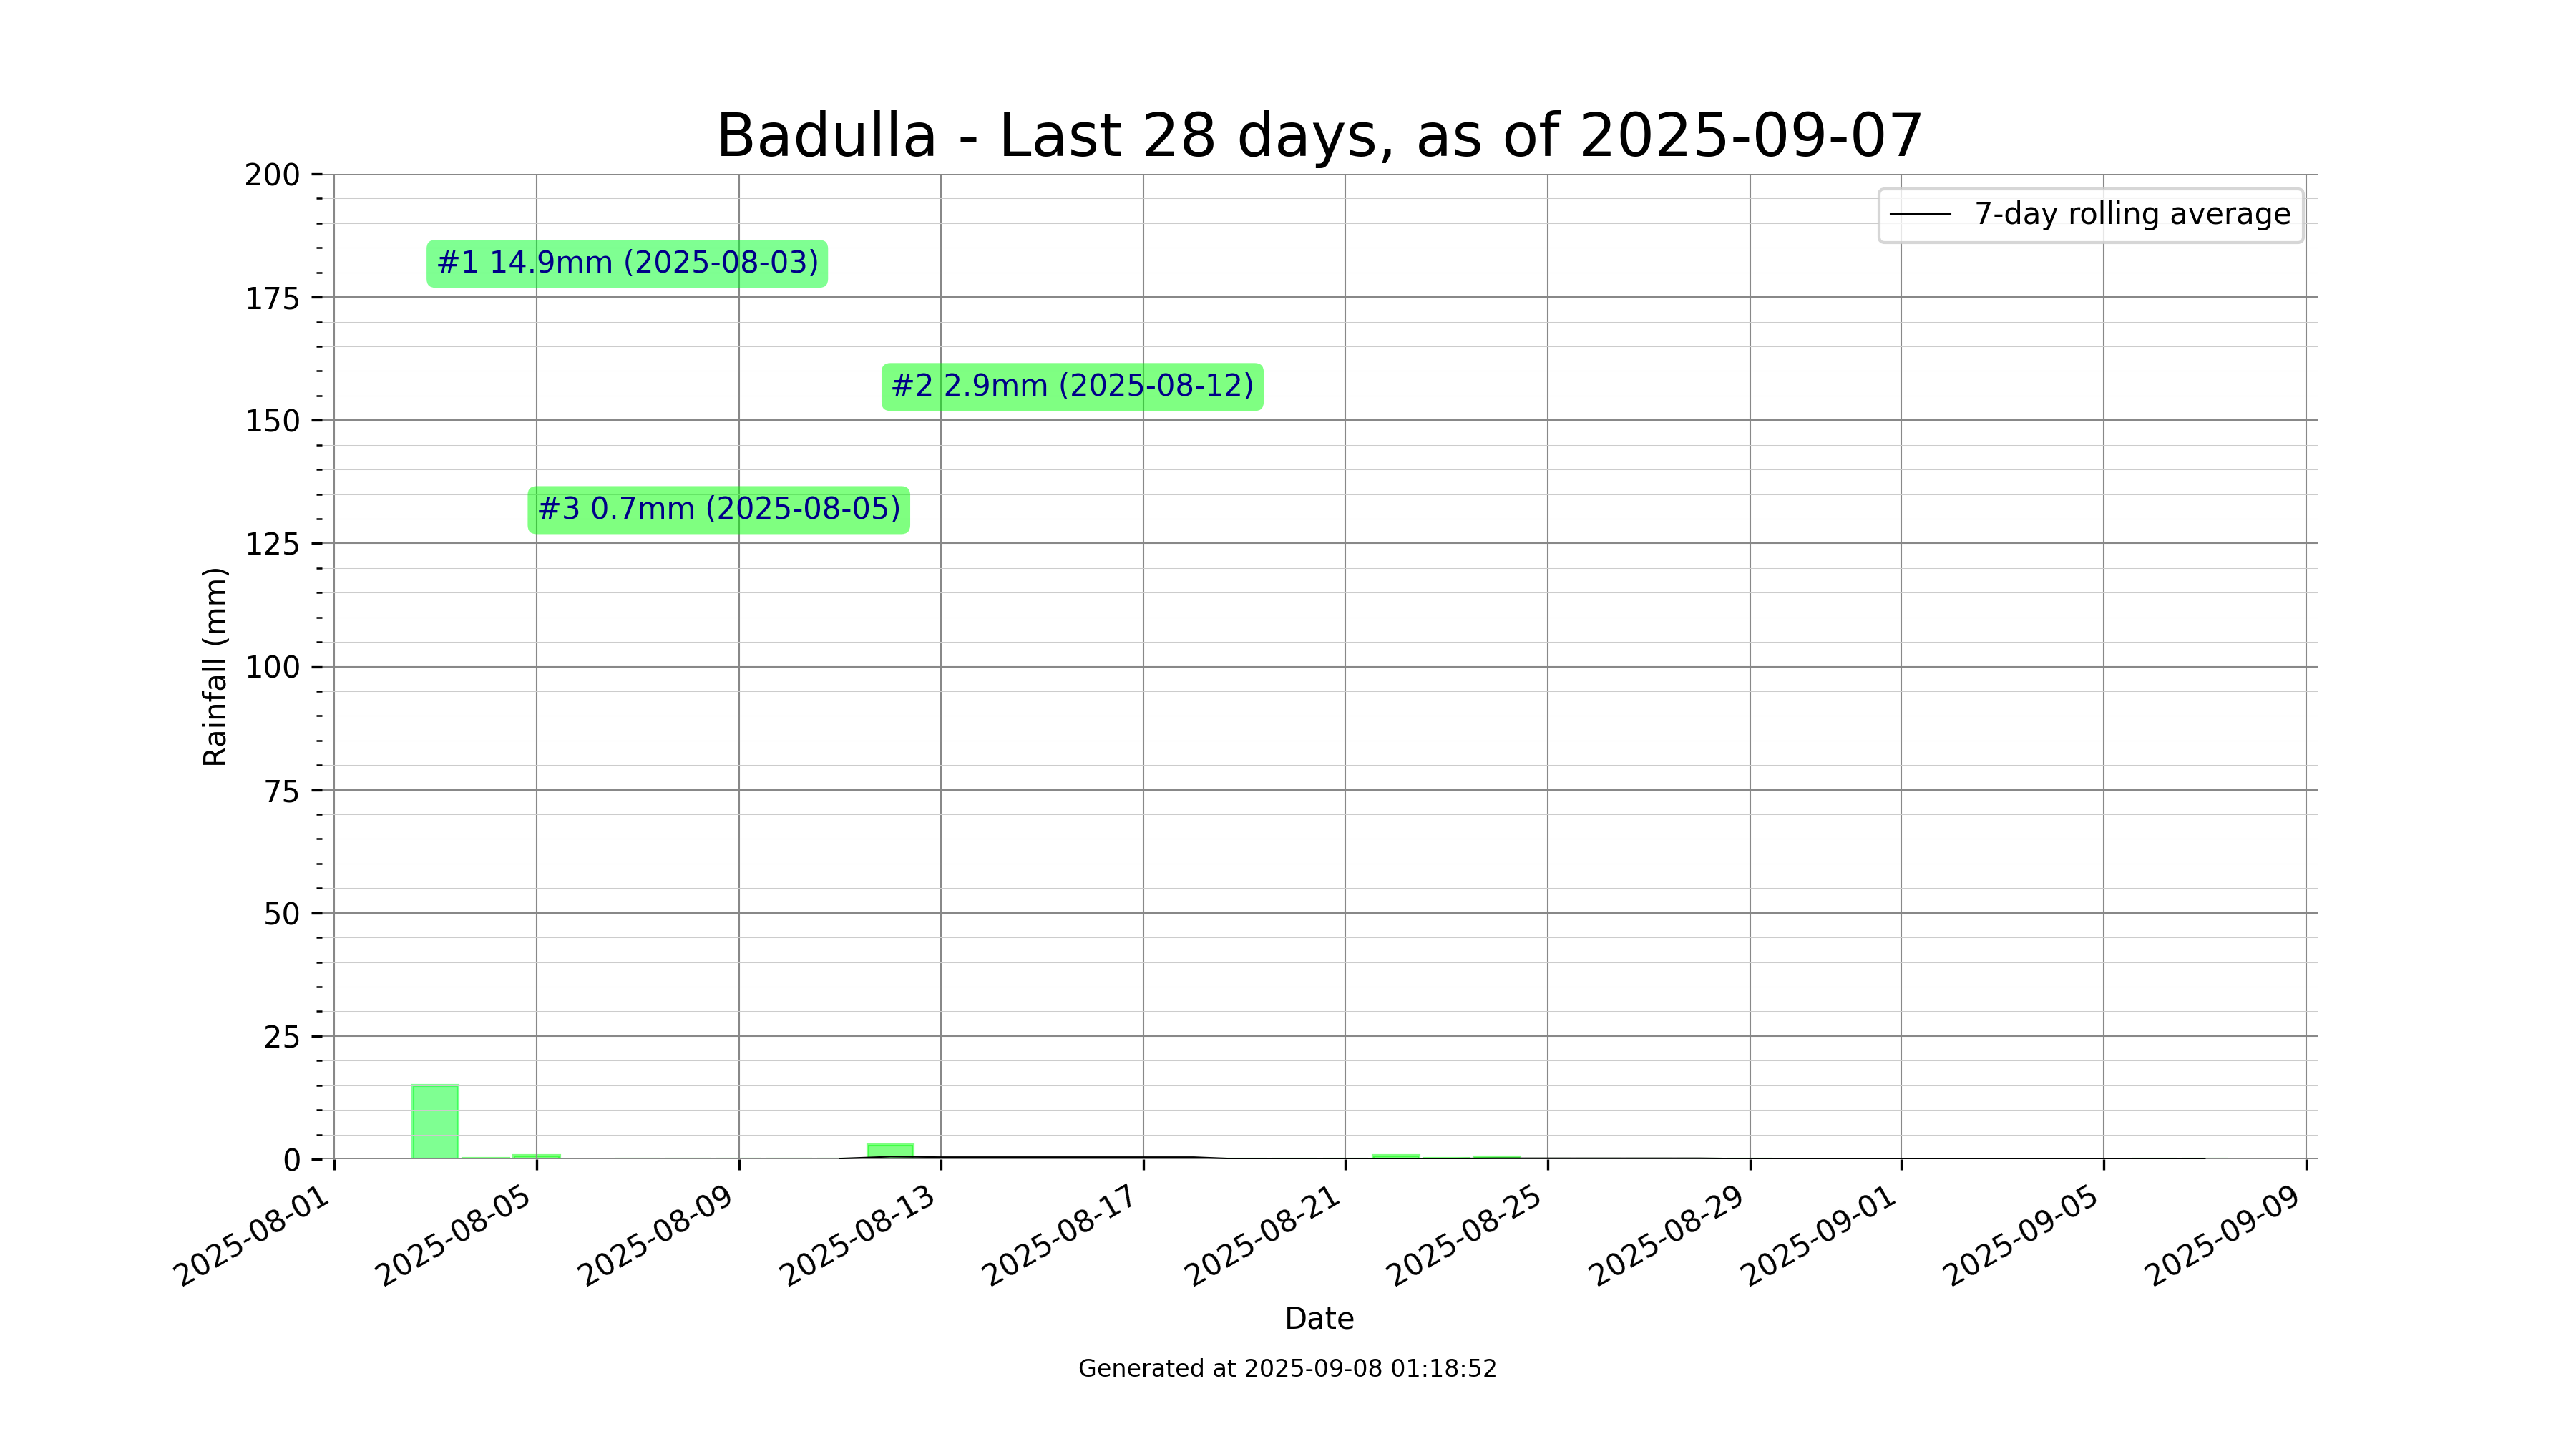 Badulla - Last 28 days, as of 2025-09-07
7-day rolling average
#1 14.9mm (2025-08-03)
#2 2.9mm (2025-08-12)
#3 0.7mm (2025-08-05)
Rainfall (mm)
200
175
150
125
100
75
50
25
0
2025-08-01
2025-08-05
2025-08-09
2025-08-13
2025-08-17
2025-08-21
2025-08-25
2025-08-29
2025-09-01
2025-09-05
2025-09-09
Date
Generated at 2025-09-08 01:18:52